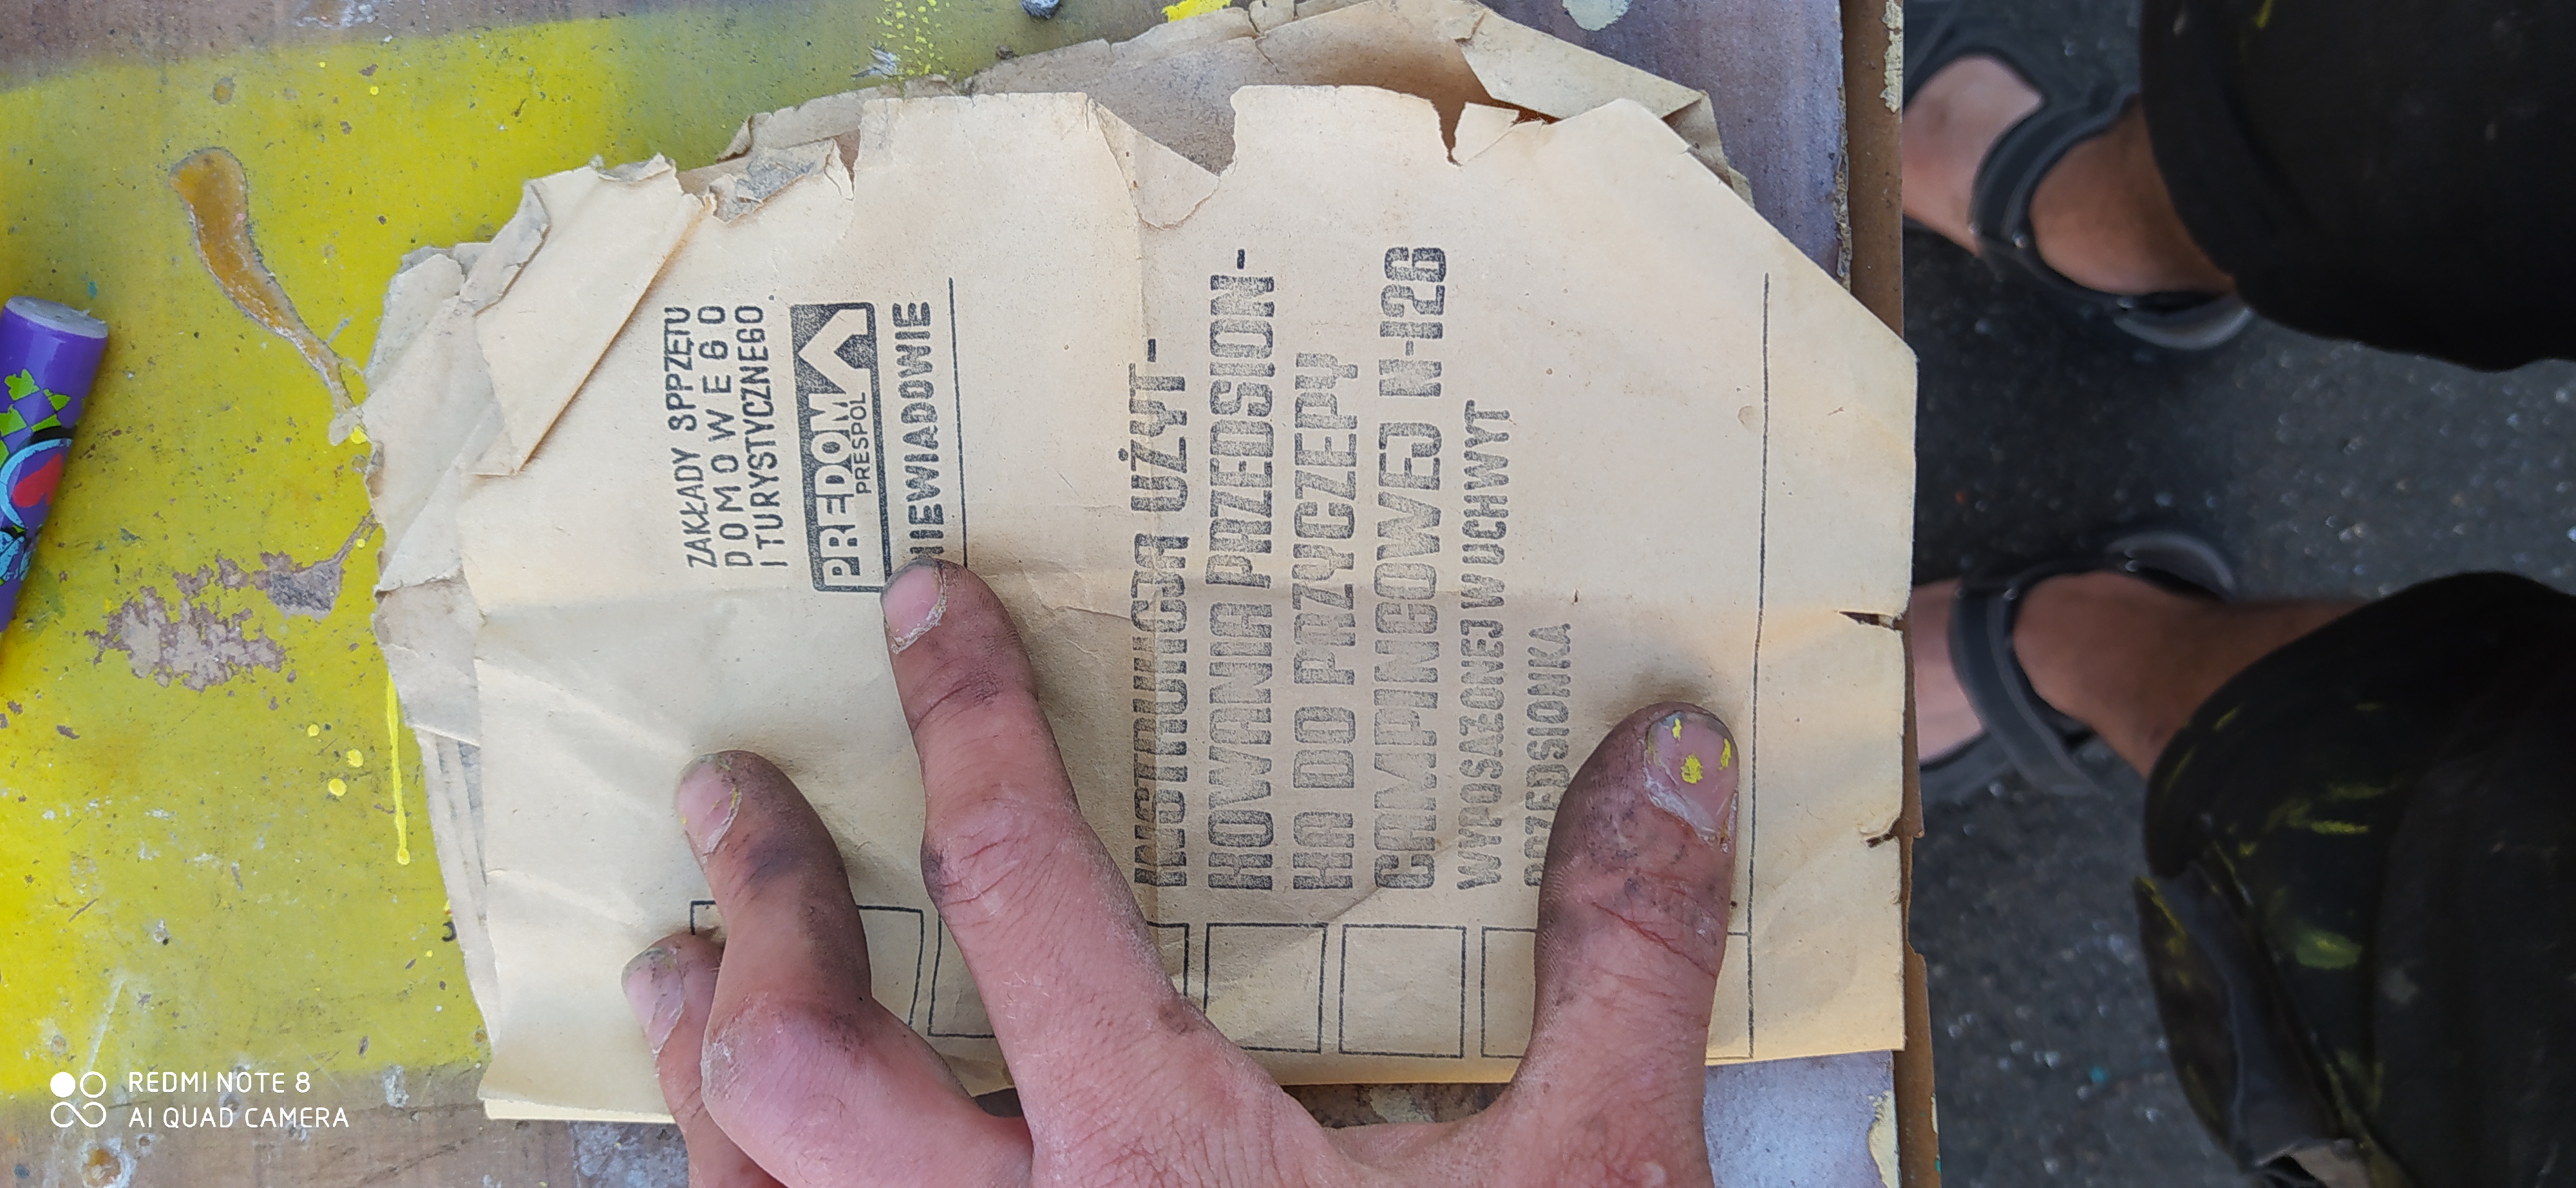 ZAKŁADY SPPZĘTU
DOMOWEGO
I TURYSTYCZNEGO
PREDOM
PRESPOL
NIEWIADOWIE
INSTRUKCJA UŻYT-
KOWANIA PRZEDSION-
KA DO PRZYCZEPY
CAMPINGOWEJ N-126
WYPOSAŻONEJ W UCHWYT
PRZEDSIONKA
REDMI NOTE 8
AI QUAD CAMERA